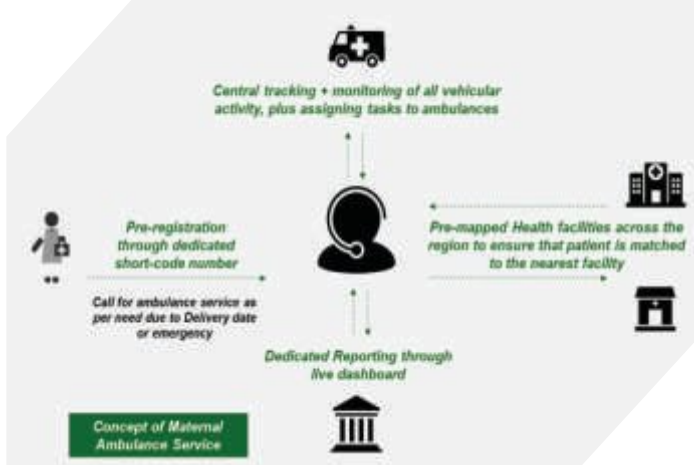 Central tracking + monitoring of all vehicular
activity, plus assigning tasks to ambulances
Pre-registration
through dedicated
short-code number
Call for ambulance service as
per need due to Delivery date
or emergency
Pre-mapped Health facilities across the
region to ensure that patient is matched
to the nearest facility
Dedicated Reporting through
live dashboard
Concept of Maternal
Ambulance Service